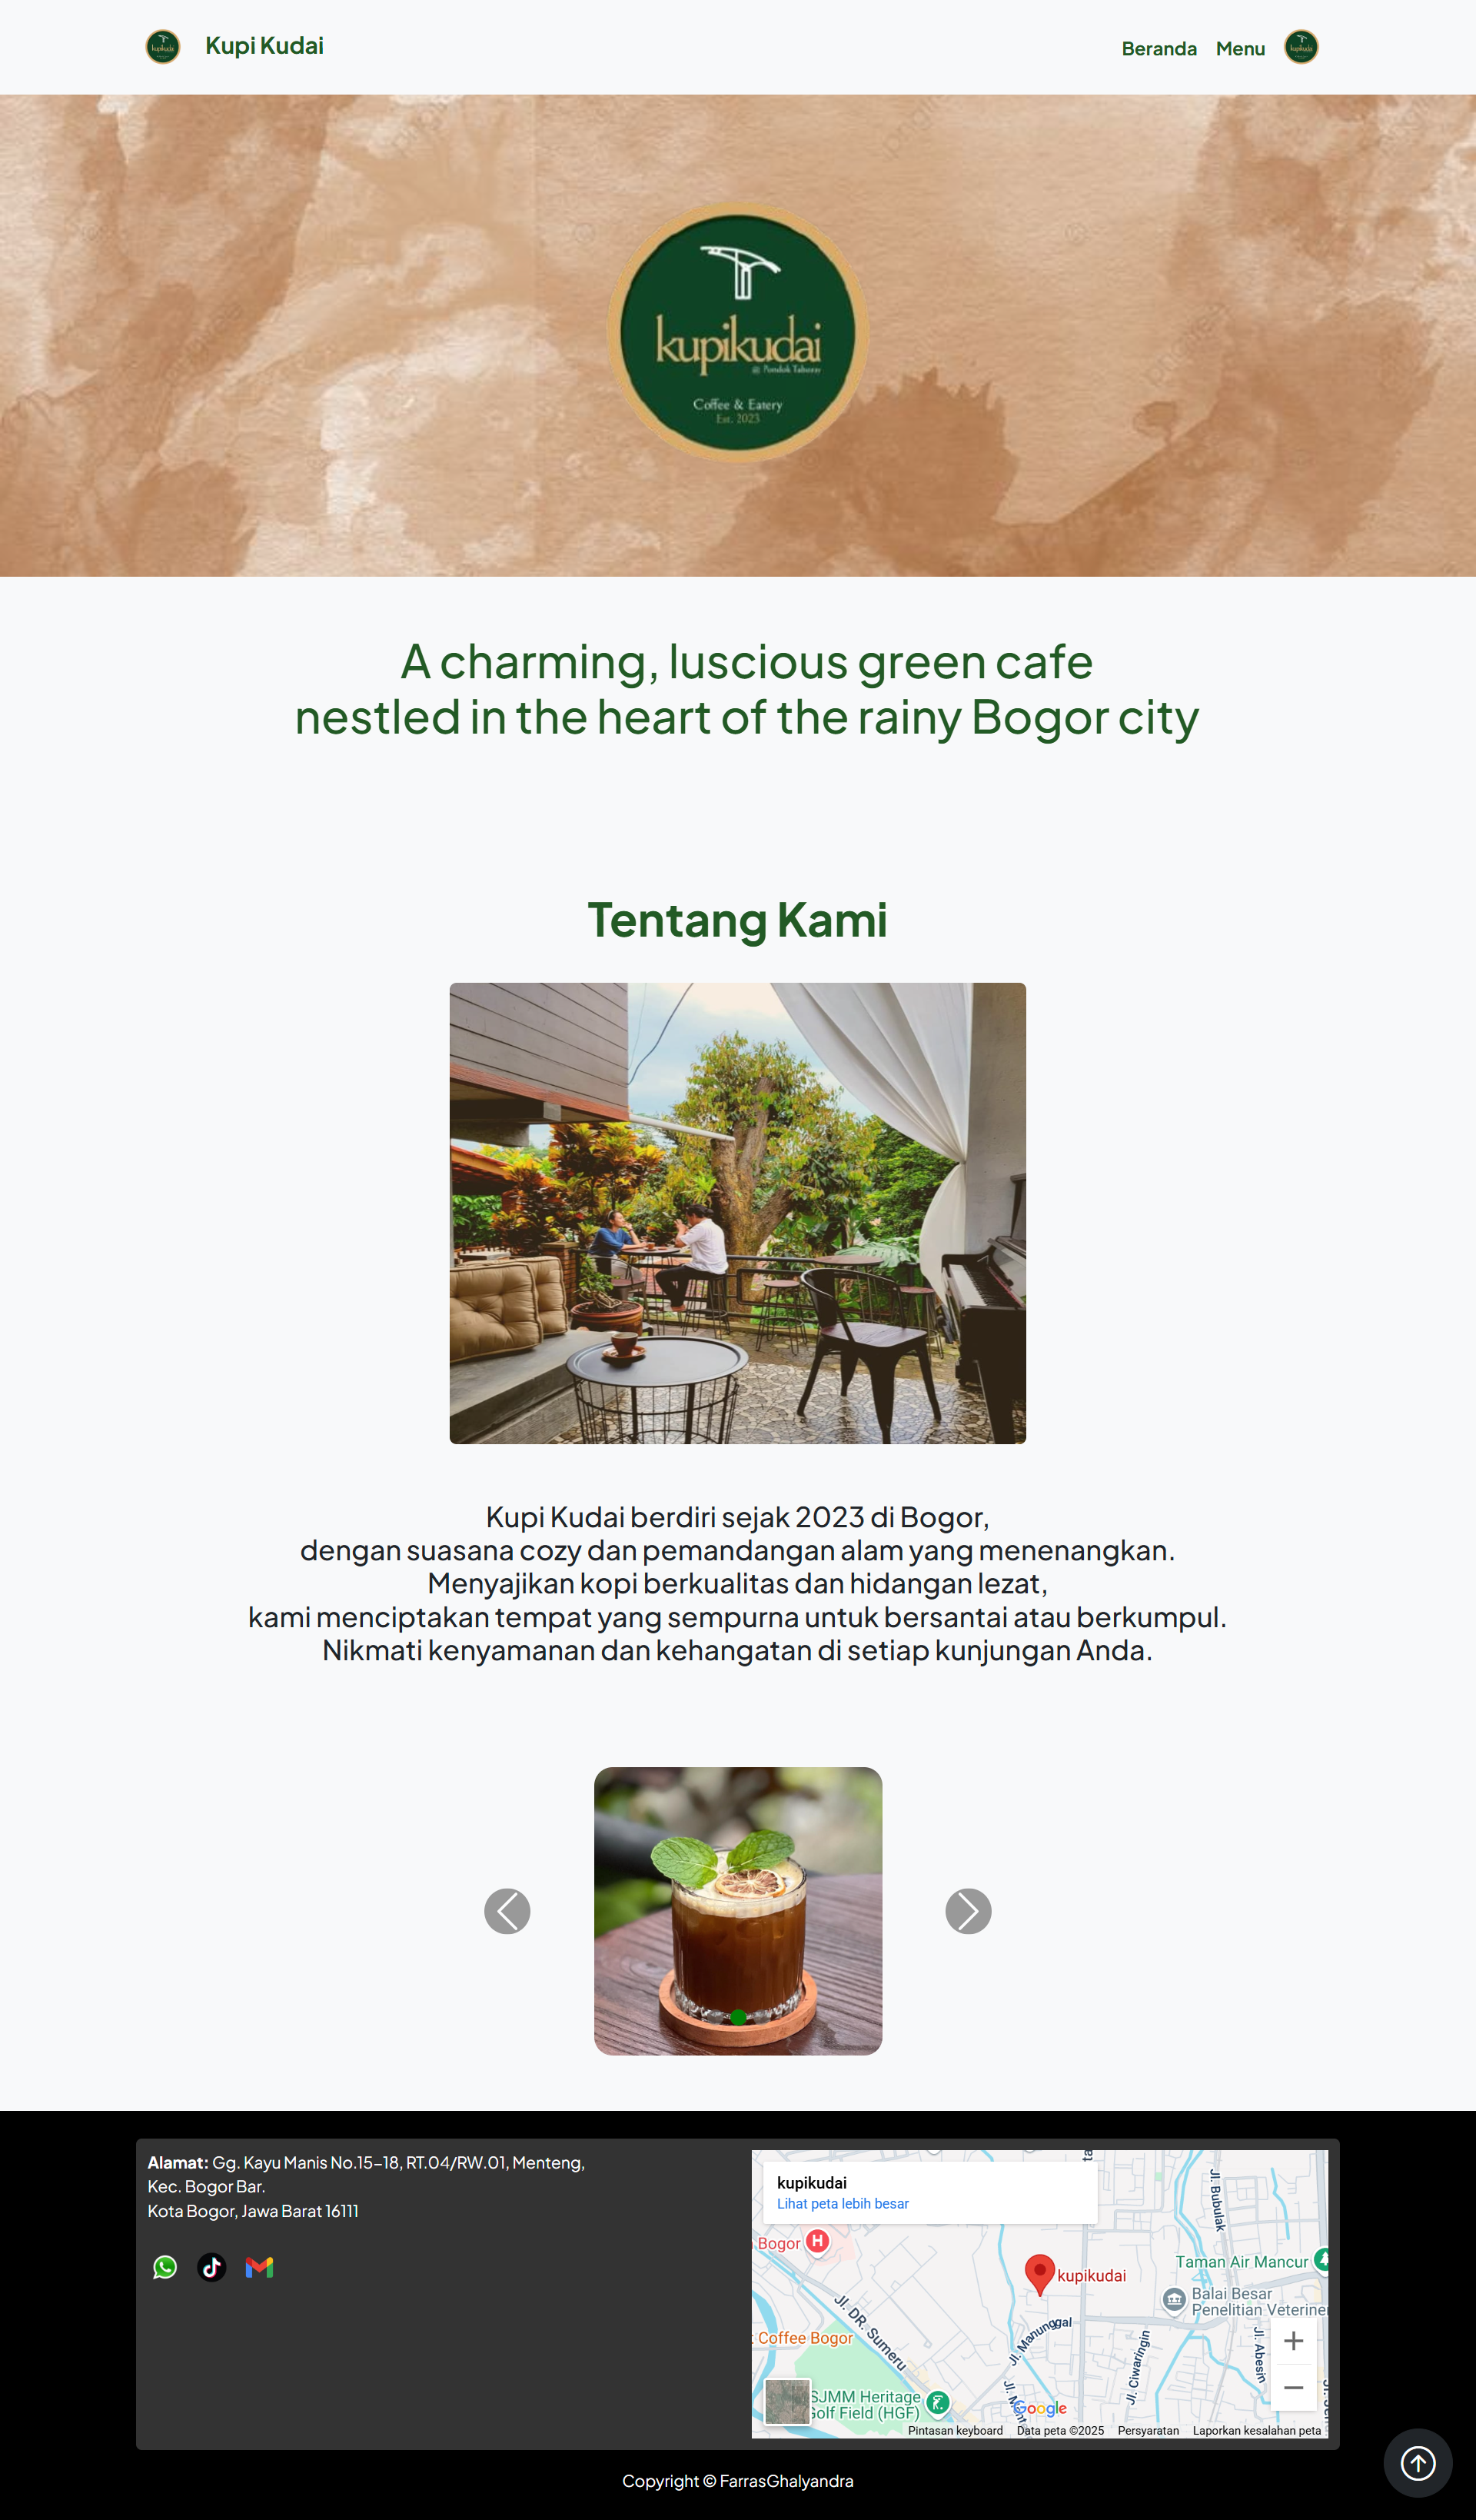 Kupi Kudai
Beranda Menu
kupikudai
@ Pondok Taboray
Coffee & Eatery
Est. 2023
A charming, luscious green cafe
nestled in the heart of the rainy Bogor city
Tentang Kami
Kupi Kudai berdiri sejak 2023 di Bogor,
dengan suasana cozy dan pemandangan alam yang menenangkan.
Menyajikan kopi berkualitas dan hidangan lezat,
kami menciptakan tempat yang sempurna untuk bersantai atau berkumpul.
Nikmati kenyamanan dan kehangatan di setiap kunjungan Anda.
Alamat: Gg. Kayu Manis No.15-18, RT.04/RW.01, Menteng,
Kec. Bogor Bar.
Kota Bogor, Jawa Barat 16111
kupikudai
Lihat peta lebih besar
Bogor
H
Jl. Bubulak
Taman Air Mancur
kupikudai
Balai Besar
Penelitian Veteriner
Jl. DR. Sumeru
Jl. Manunggal
Coffee Bogor
Jl. Ciwaringin
Jl. Abesin
SJMM Heritage
Golf Field (HGF)
Google
Pintasan keyboard
Data peta ©2025
Persyaratan
Laporkan kesalahan peta
Copyright © FarrasGhalyandra